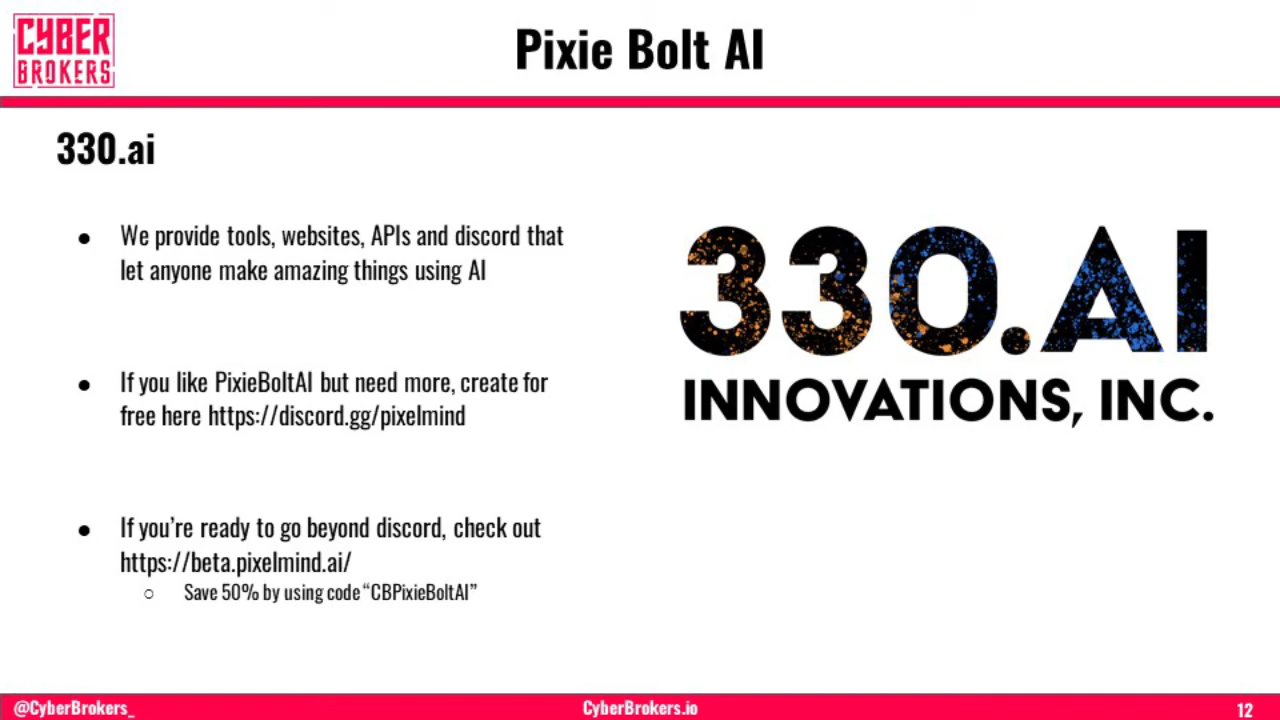 CYBER
BROKERS
Pixie Bolt AI
330.ai
● We provide tools, websites, APIs and discord that
let anyone make amazing things using AI
● If you like PixieBoltAI but need more, create for
free here https://discord.gg/pixelmind
● If you’re ready to go beyond discord, check out
https://beta.pixelmind.ai/
○ Save 50% by using code “CBPixieBoltAI”
330.AI
INNOVATIONS, INC.
@CyberBrokers_
CyberBrokers.io
12